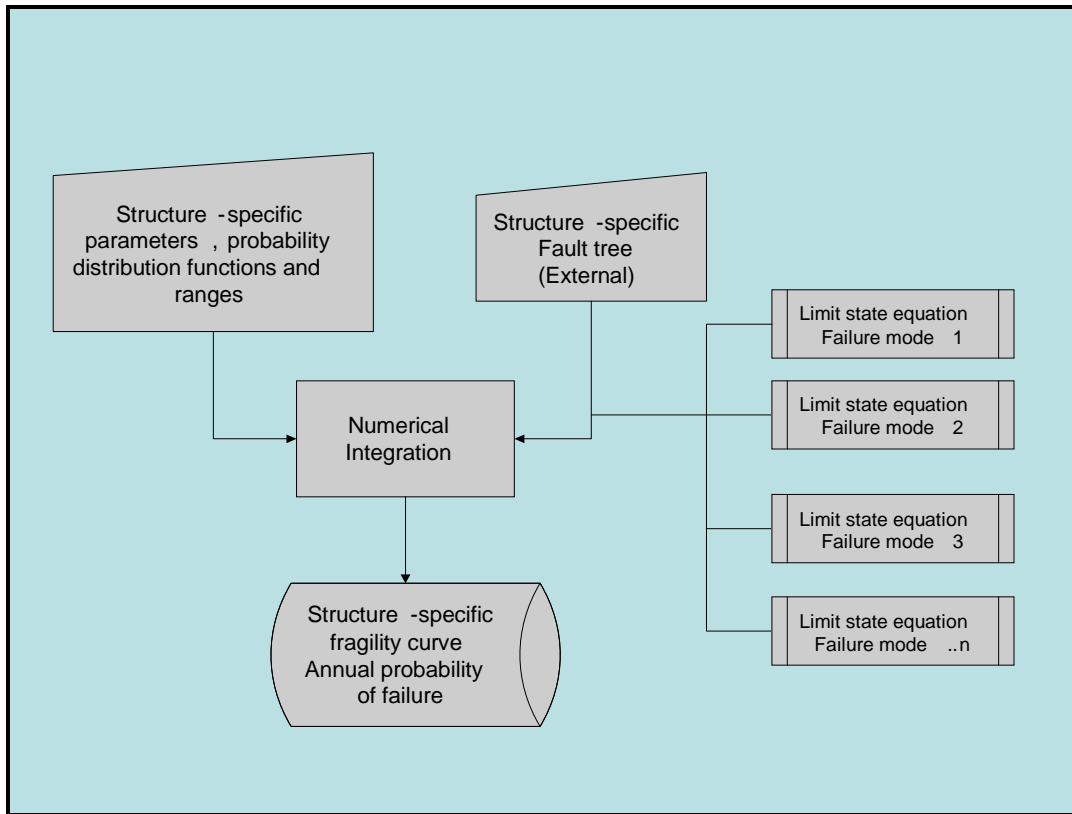 Structure -specific
parameters , probability
distribution functions and
ranges
Structure -specific
Fault tree
(External)
Limit state equation
Failure mode 1
Limit state equation
Failure mode 2
Numerical
Integration
Limit state equation
Failure mode 3
Limit state equation
Failure mode ..n
Structure -specific
fragility curve
Annual probability
of failure